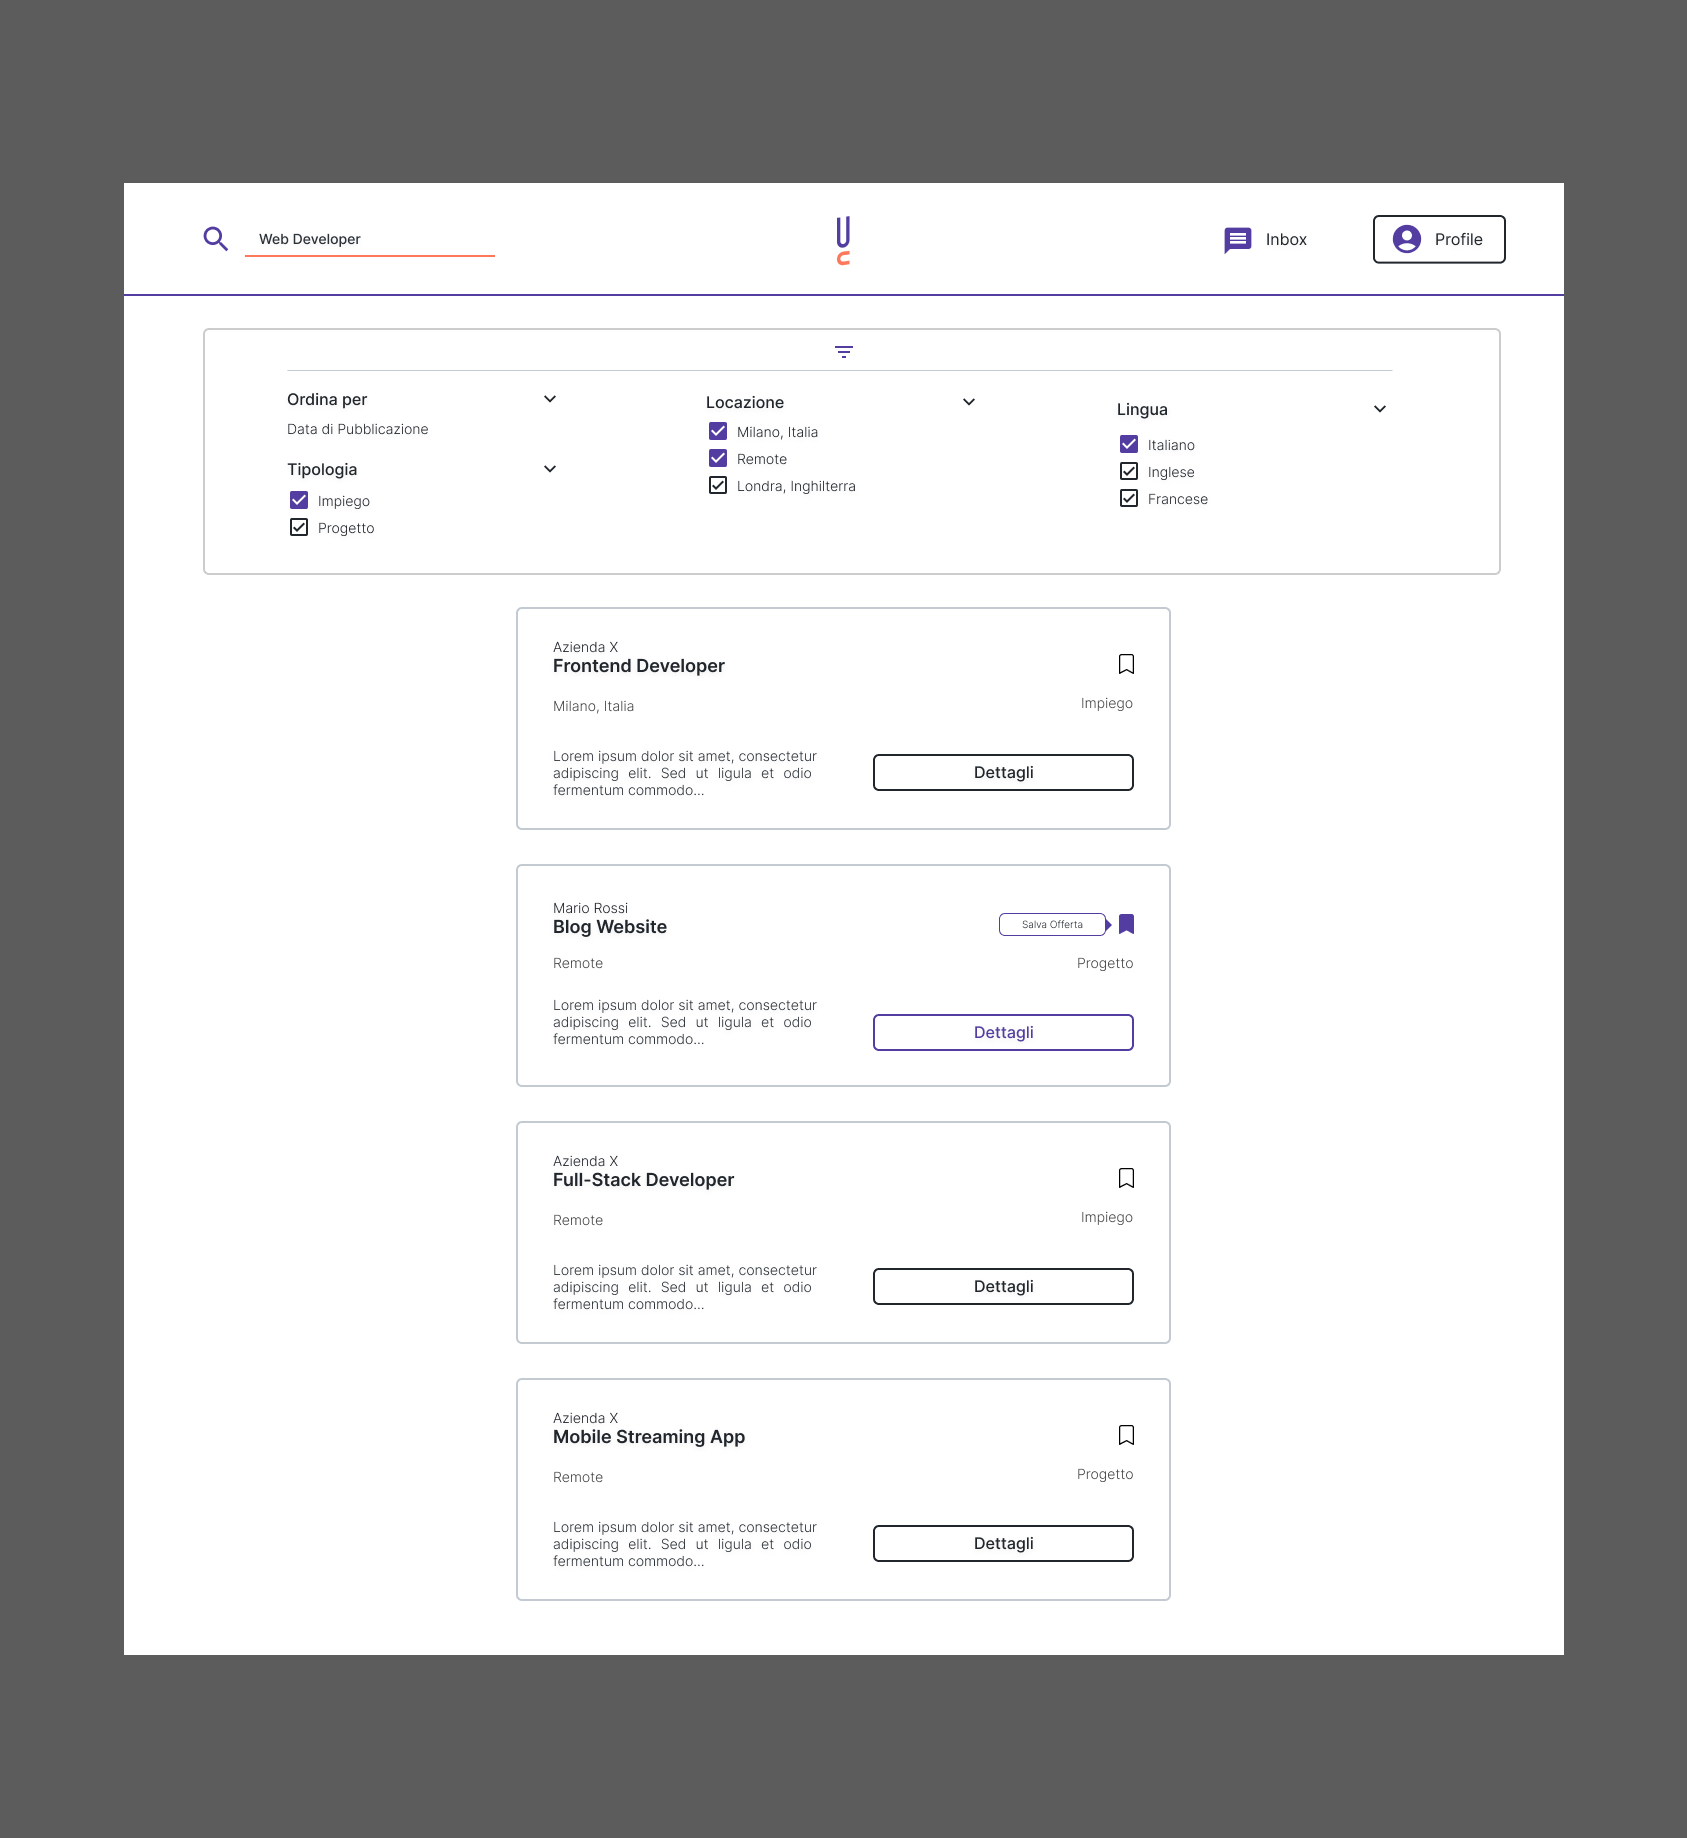 Web Developer
Uc
Inbox
Profile
Ordina per
Data di Pubblicazione
Tipologia
Impiego
Progetto
Locazione
Milano, Italia
Remote
Londra, Inghilterra
Lingua
Italiano
Inglese
Francese
Azienda X
Frontend Developer
Milano, Italia
Impiego
Lorem ipsum dolor sit amet, consectetur
adipiscing elit. Sed ut ligula et odio
fermentum commodo...
Dettagli
Mario Rossi
Blog Website
Salva Offerta
Remote
Progetto
Lorem ipsum dolor sit amet, consectetur
adipiscing elit. Sed ut ligula et odio
fermentum commodo...
Dettagli
Azienda X
Full-Stack Developer
Remote
Impiego
Lorem ipsum dolor sit amet, consectetur
adipiscing elit. Sed ut ligula et odio
fermentum commodo...
Dettagli
Azienda X
Mobile Streaming App
Remote
Progetto
Lorem ipsum dolor sit amet, consectetur
adipiscing elit. Sed ut ligula et odio
fermentum commodo...
Dettagli